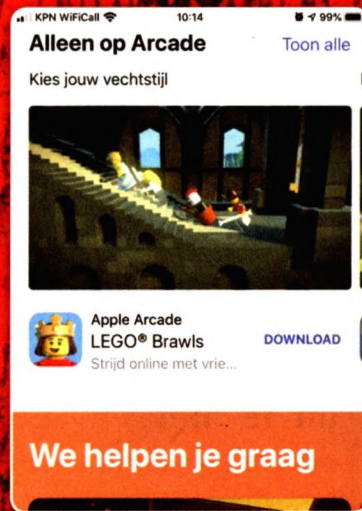 KPN WiFiCall 10:14 99%
Alleen op Arcade Toon alle
Kies jouw vechtstijl
Apple Arcade
LEGO® Brawls DOWNLOAD
Strijd online met vrie...
We helpen je graag